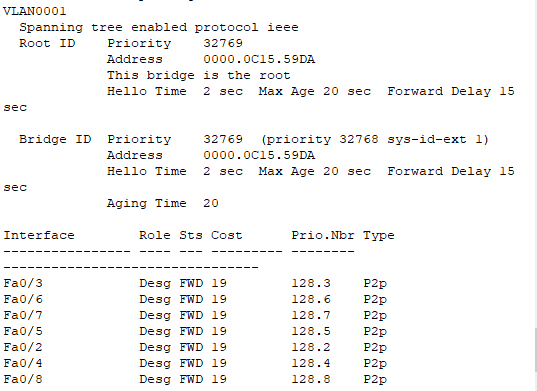 VLAN0001
  Spanning tree enabled protocol ieee
  Root ID    Priority    32769
             Address     0000.0C15.59DA
             This bridge is the root
             Hello Time  2 sec  Max Age 20 sec  Forward Delay 15
sec

  Bridge ID  Priority    32769  (priority 32768 sys-id-ext 1)
             Address     0000.0C15.59DA
             Hello Time  2 sec  Max Age 20 sec  Forward Delay 15
sec
             Aging Time  20

Interface        Role Sts Cost      Prio.Nbr Type
---------------- ---- --- --------- --------
--------------------------------
Fa0/3            Desg FWD 19        128.3    P2p
Fa0/6            Desg FWD 19        128.6    P2p
Fa0/7            Desg FWD 19        128.7    P2p
Fa0/5            Desg FWD 19        128.5    P2p
Fa0/2            Desg FWD 19        128.2    P2p
Fa0/4            Desg FWD 19        128.4    P2p
Fa0/8            Desg FWD 19        128.8    P2p